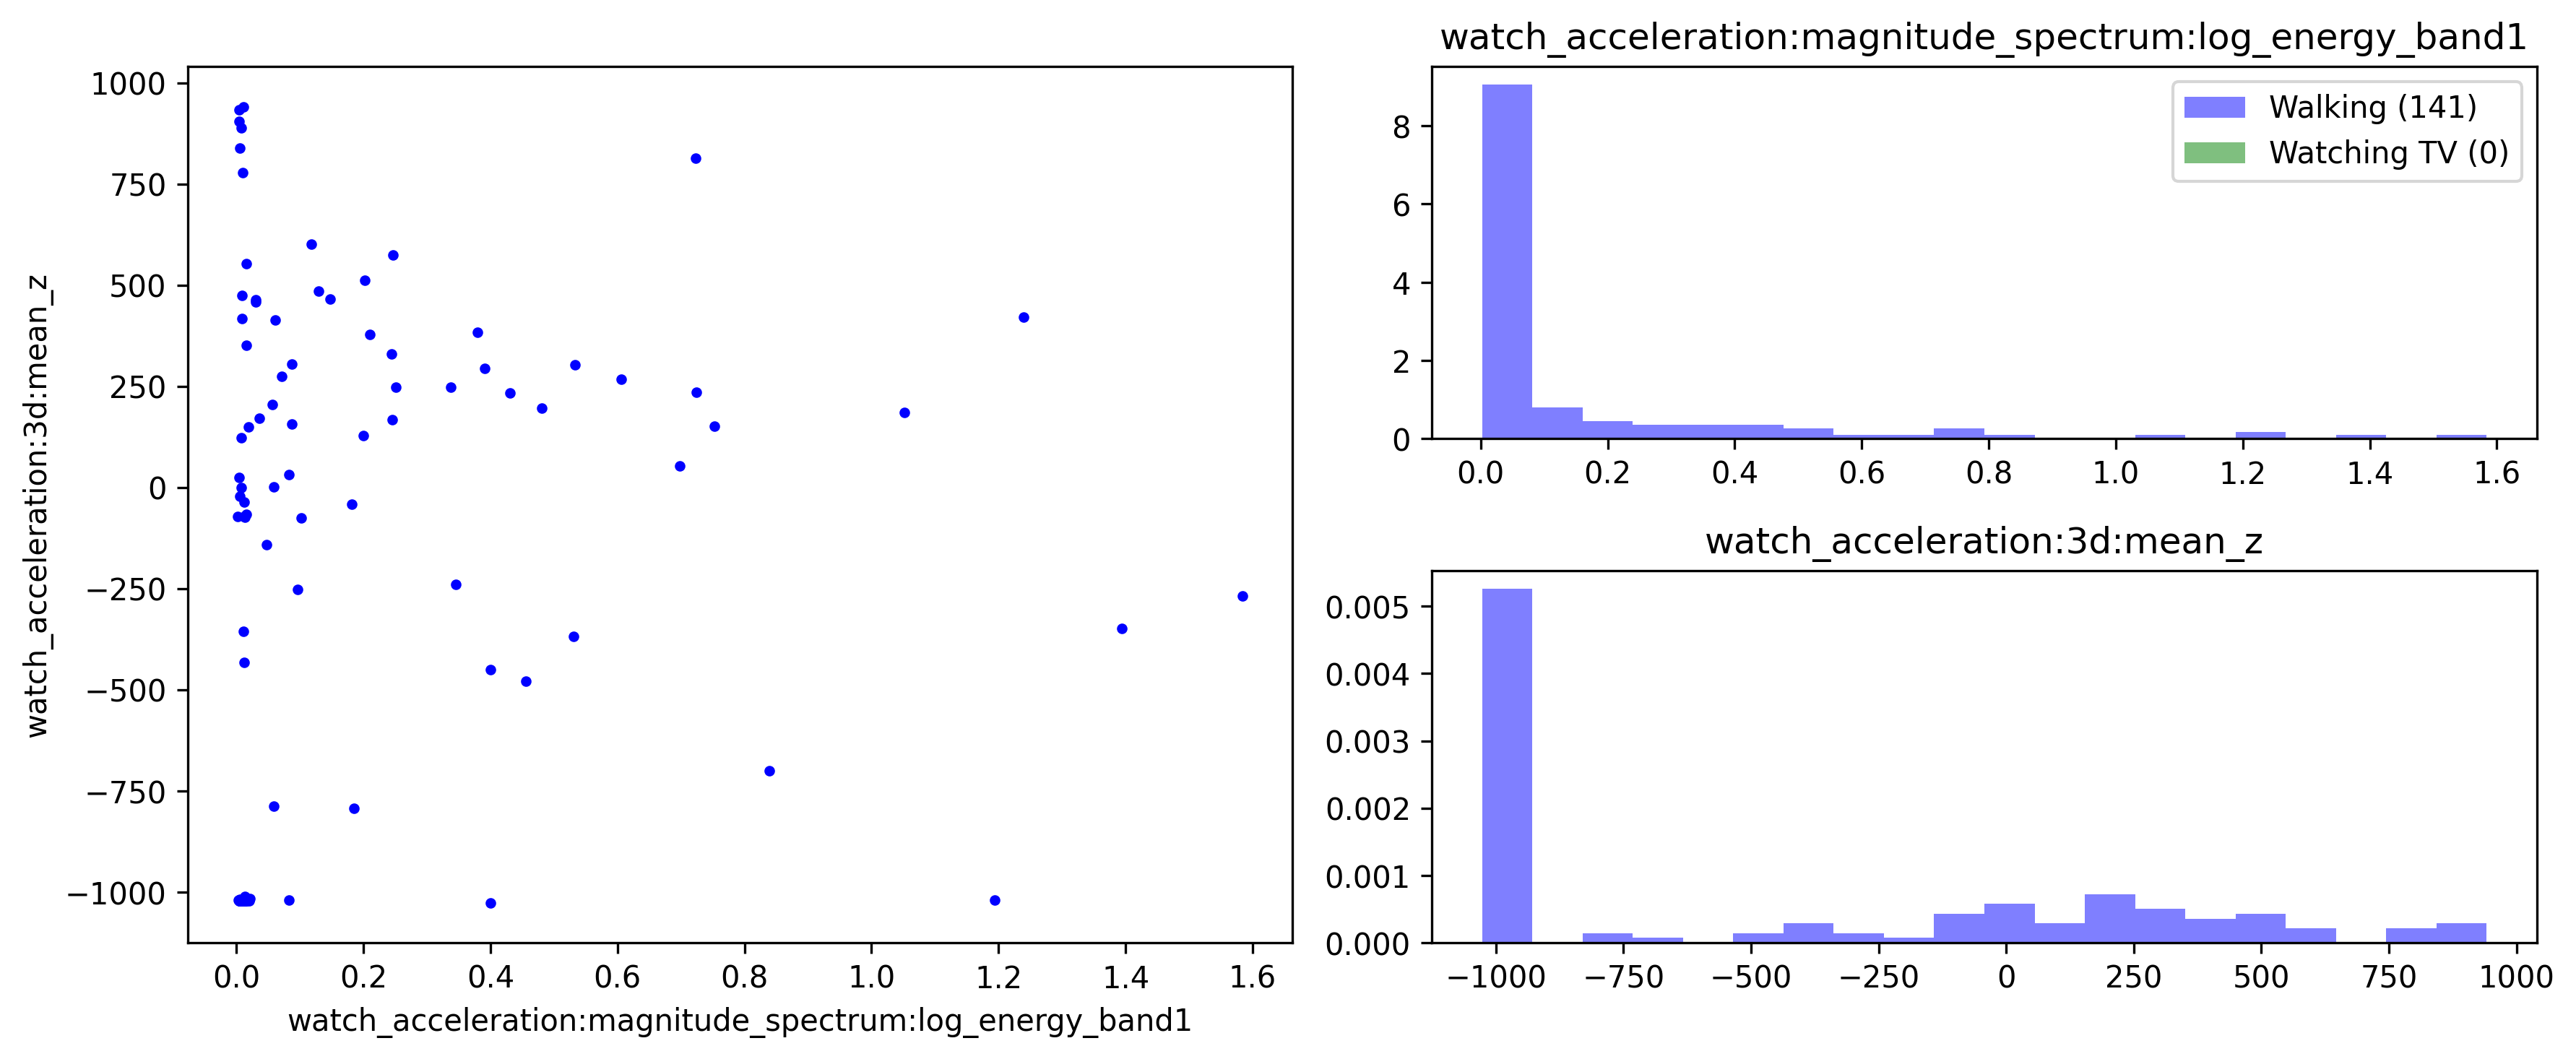 watch_acceleration:3d:mean_z
1000
750
500
250
0
−250
−500
−750
−1000
0.0 0.2 0.4 0.6 0.8 1.0 1.2 1.4 1.6
watch_acceleration:magnitude_spectrum:log_energy_band1
watch_acceleration:magnitude_spectrum:log_energy_band1
Walking (141)
Watching TV (0)
8
6
4
2
0
0.0 0.2 0.4 0.6 0.8 1.0 1.2 1.4 1.6
watch_acceleration:3d:mean_z
0.005
0.004
0.003
0.002
0.001
0.000
−1000 −750 −500 −250 0 250 500 750 1000